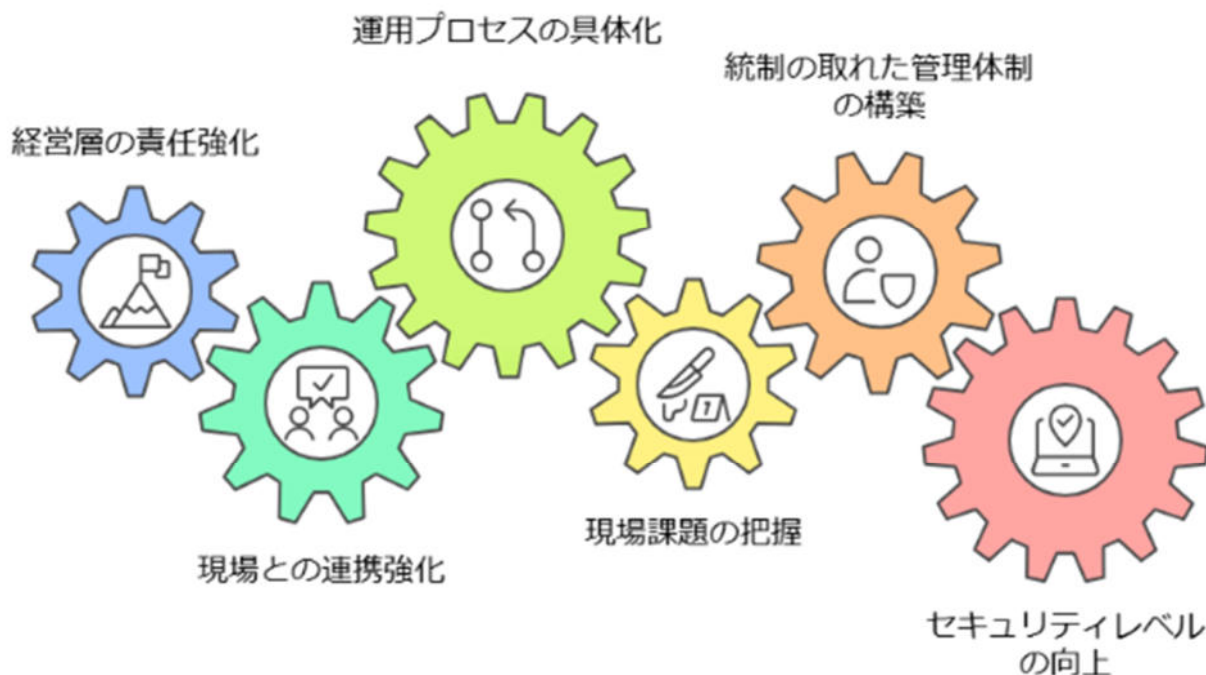 運用プロセスの具体化
統制の取れた管理体制
の構築
経営層の責任強化
現場課題の把握
現場との連携強化
セキュリティレベル
の向上